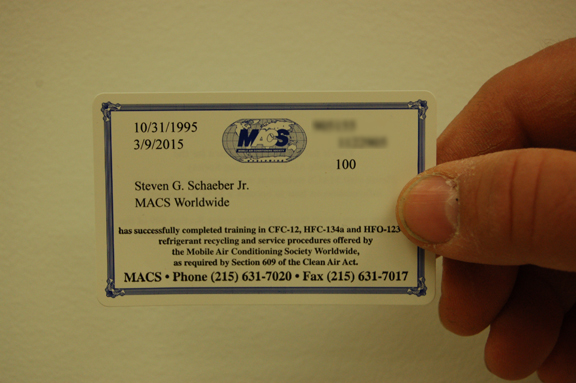 10/31/1995
3/9/2015
MACS
100
Steven G. Schaeber Jr.
MACS Worldwide
has successfully completed training in CFC-12, HFC-134a and HFO-123
refrigerant recycling and service procedures offered by
the Mobile Air Conditioning Society Worldwide,
as required by Section 609 of the Clean Air Act.
MACS • Phone (215) 631-7020 • Fax (215) 631-7017